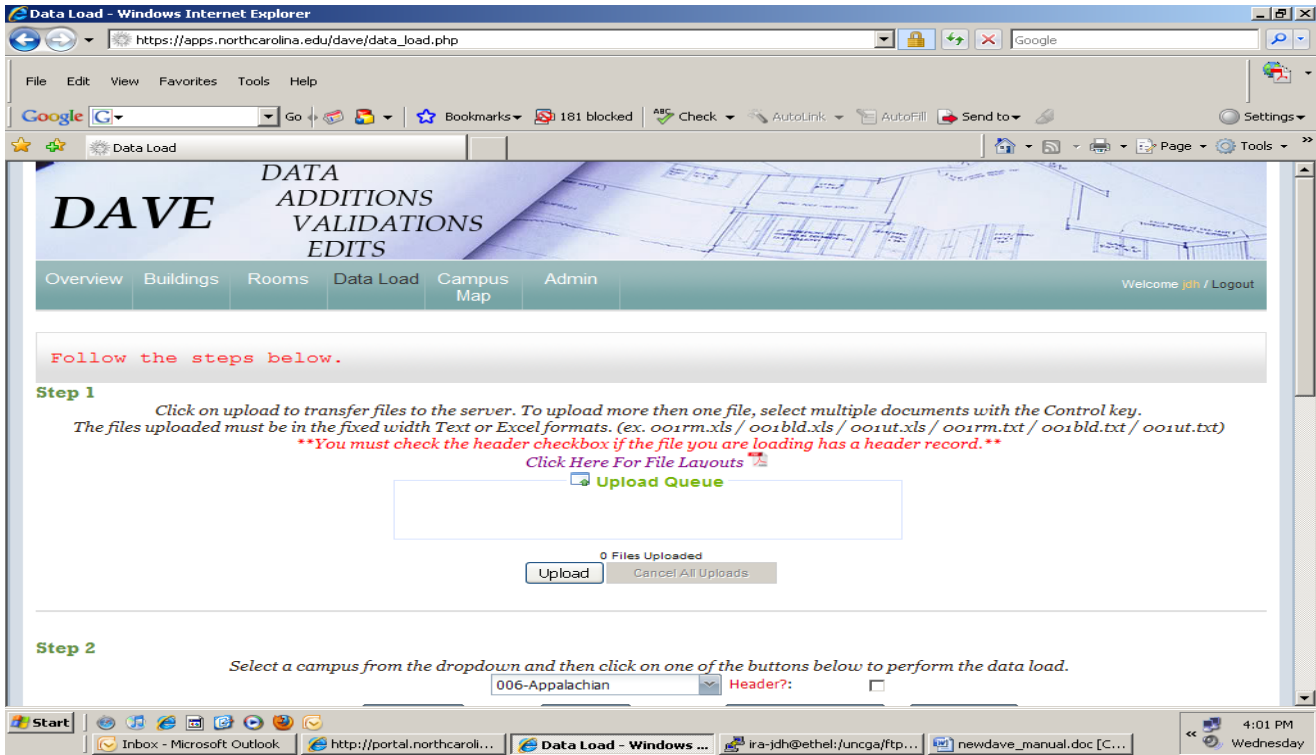 Data Load - Windows Internet Explorer
https://apps.northcarolina.edu/dave/data_load.php
Google
File Edit View Favorites Tools Help
Google G Go Bookmarks 181 blocked ABC Check AutoLink AutoFill Send to Settings
Data Load Page Tools »
DAVE
DATA
ADDITIONS
VALIDATIONS
EDITS
Overview Buildings Rooms Data Load Campus Map Admin Welcome jdh / Logout
Follow the steps below.
Step 1
Click on upload to transfer files to the server. To upload more then one file, select multiple documents with the Control key.
The files uploaded must be in the fixed width Text or Excel formats. (ex. 001rm.xls / 001bld.xls / 001ut.xls / 001rm.txt / 001bld.txt / 001ut.txt)
**You must check the header checkbox if the file you are loading has a header record.**
Click Here For File Layouts
Upload Queue
0 Files Uploaded
Upload Cancel All Uploads
Step 2
Select a campus from the dropdown and then click on one of the buttons below to perform the data load.
006-Appalachian Header?:
Start « 4:01 PM
Inbox - Microsoft Outlook http://portal.northcaroli... Data Load - Windows ... ira-jdh@ethel:/uncga/ftp... newdave_manual.doc [C... Wednesday